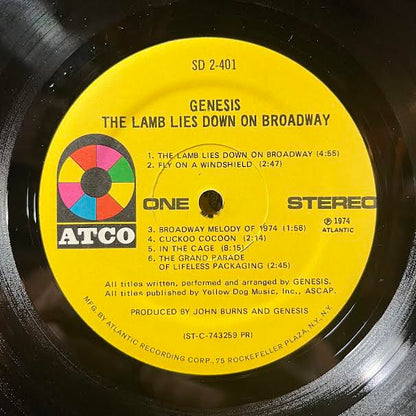 SD 2-401
GENESIS
THE LAMB LIES DOWN ON BROADWAY
1. THE LAMB LIES DOWN ON BROADWAY (4:55)
2. FLY ON A WINDSHIELD (2:47)
ONE STEREO
3. BROADWAY MELODY OF 1974 (1:58)
4. CUCKOO COCOON (2:14)
5. IN THE CAGE (8:15)
6. THE GRAND PARADE
OF LIFELESS PACKAGING (2:45)
℗ 1974
ATLANTIC
ATCO
All titles written, performed and arranged by GENESIS.
All titles published by Yellow Dog Music, Inc., ASCAP.
PRODUCED BY JOHN BURNS AND GENESIS
(ST-C-743259 PR)
MFG. BY ATLANTIC RECORDING CORP., 75 ROCKEFELLER PLAZA, N.Y., N.Y.